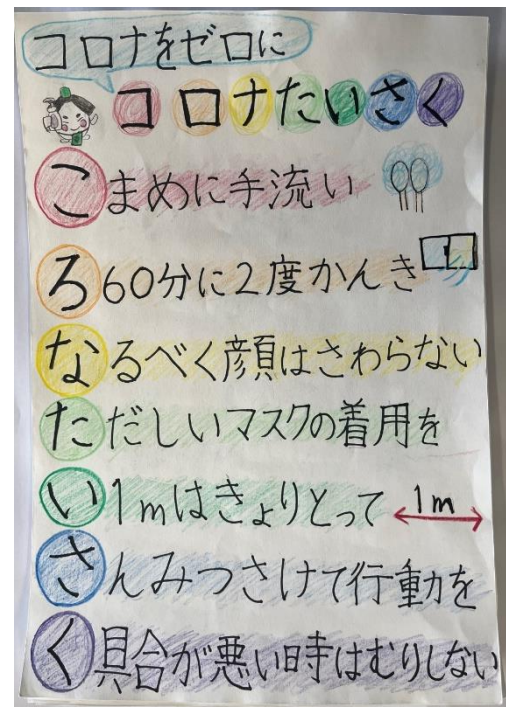 コロナをゼロに
コロナたいさく
こまめに手流い
ろ60分に2度かんき
なるべく顔はさわらない
ただしいマスクの着用を
い1mはきょりとって 1m
さんみつさけて行動を
く具合が悪い時はむりしない